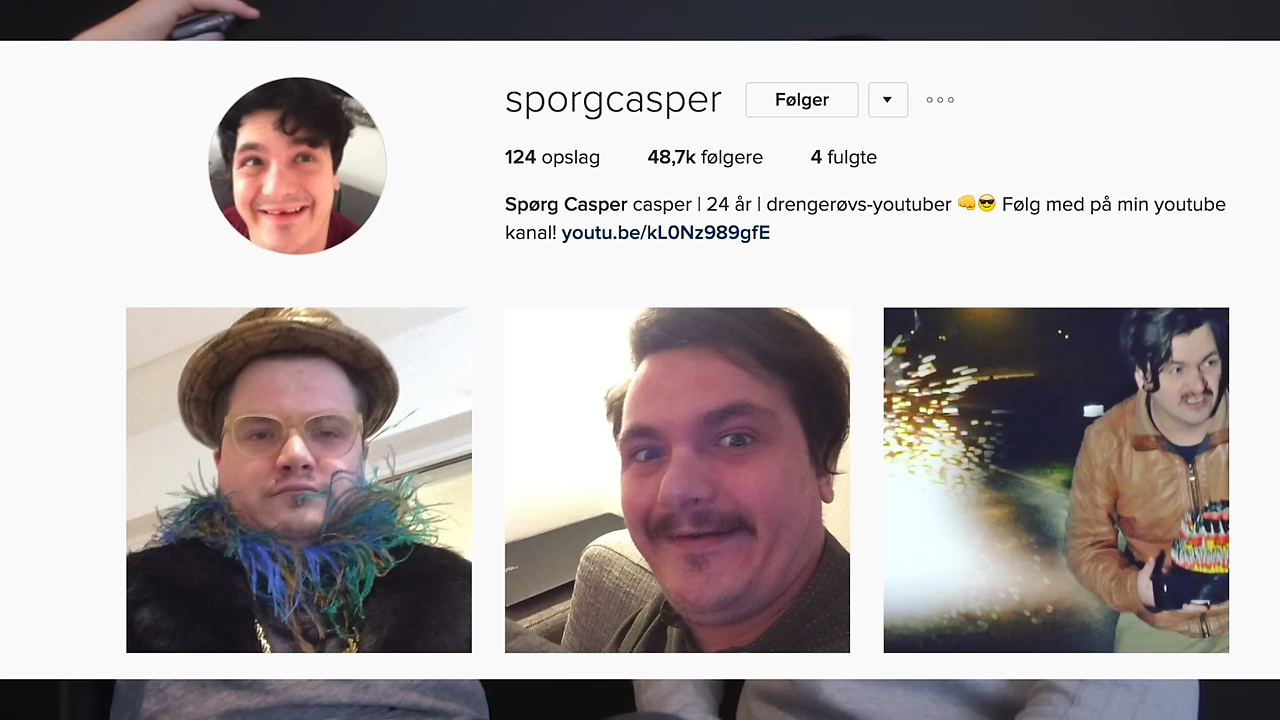 sporgcasper Følger
124 opslag 48,7k følgere 4 fulgte
Spørg Casper casper | 24 år | drengerøvs-youtuber 👊😎 Følg med på min youtube
kanal! youtu.be/kL0Nz989gfE